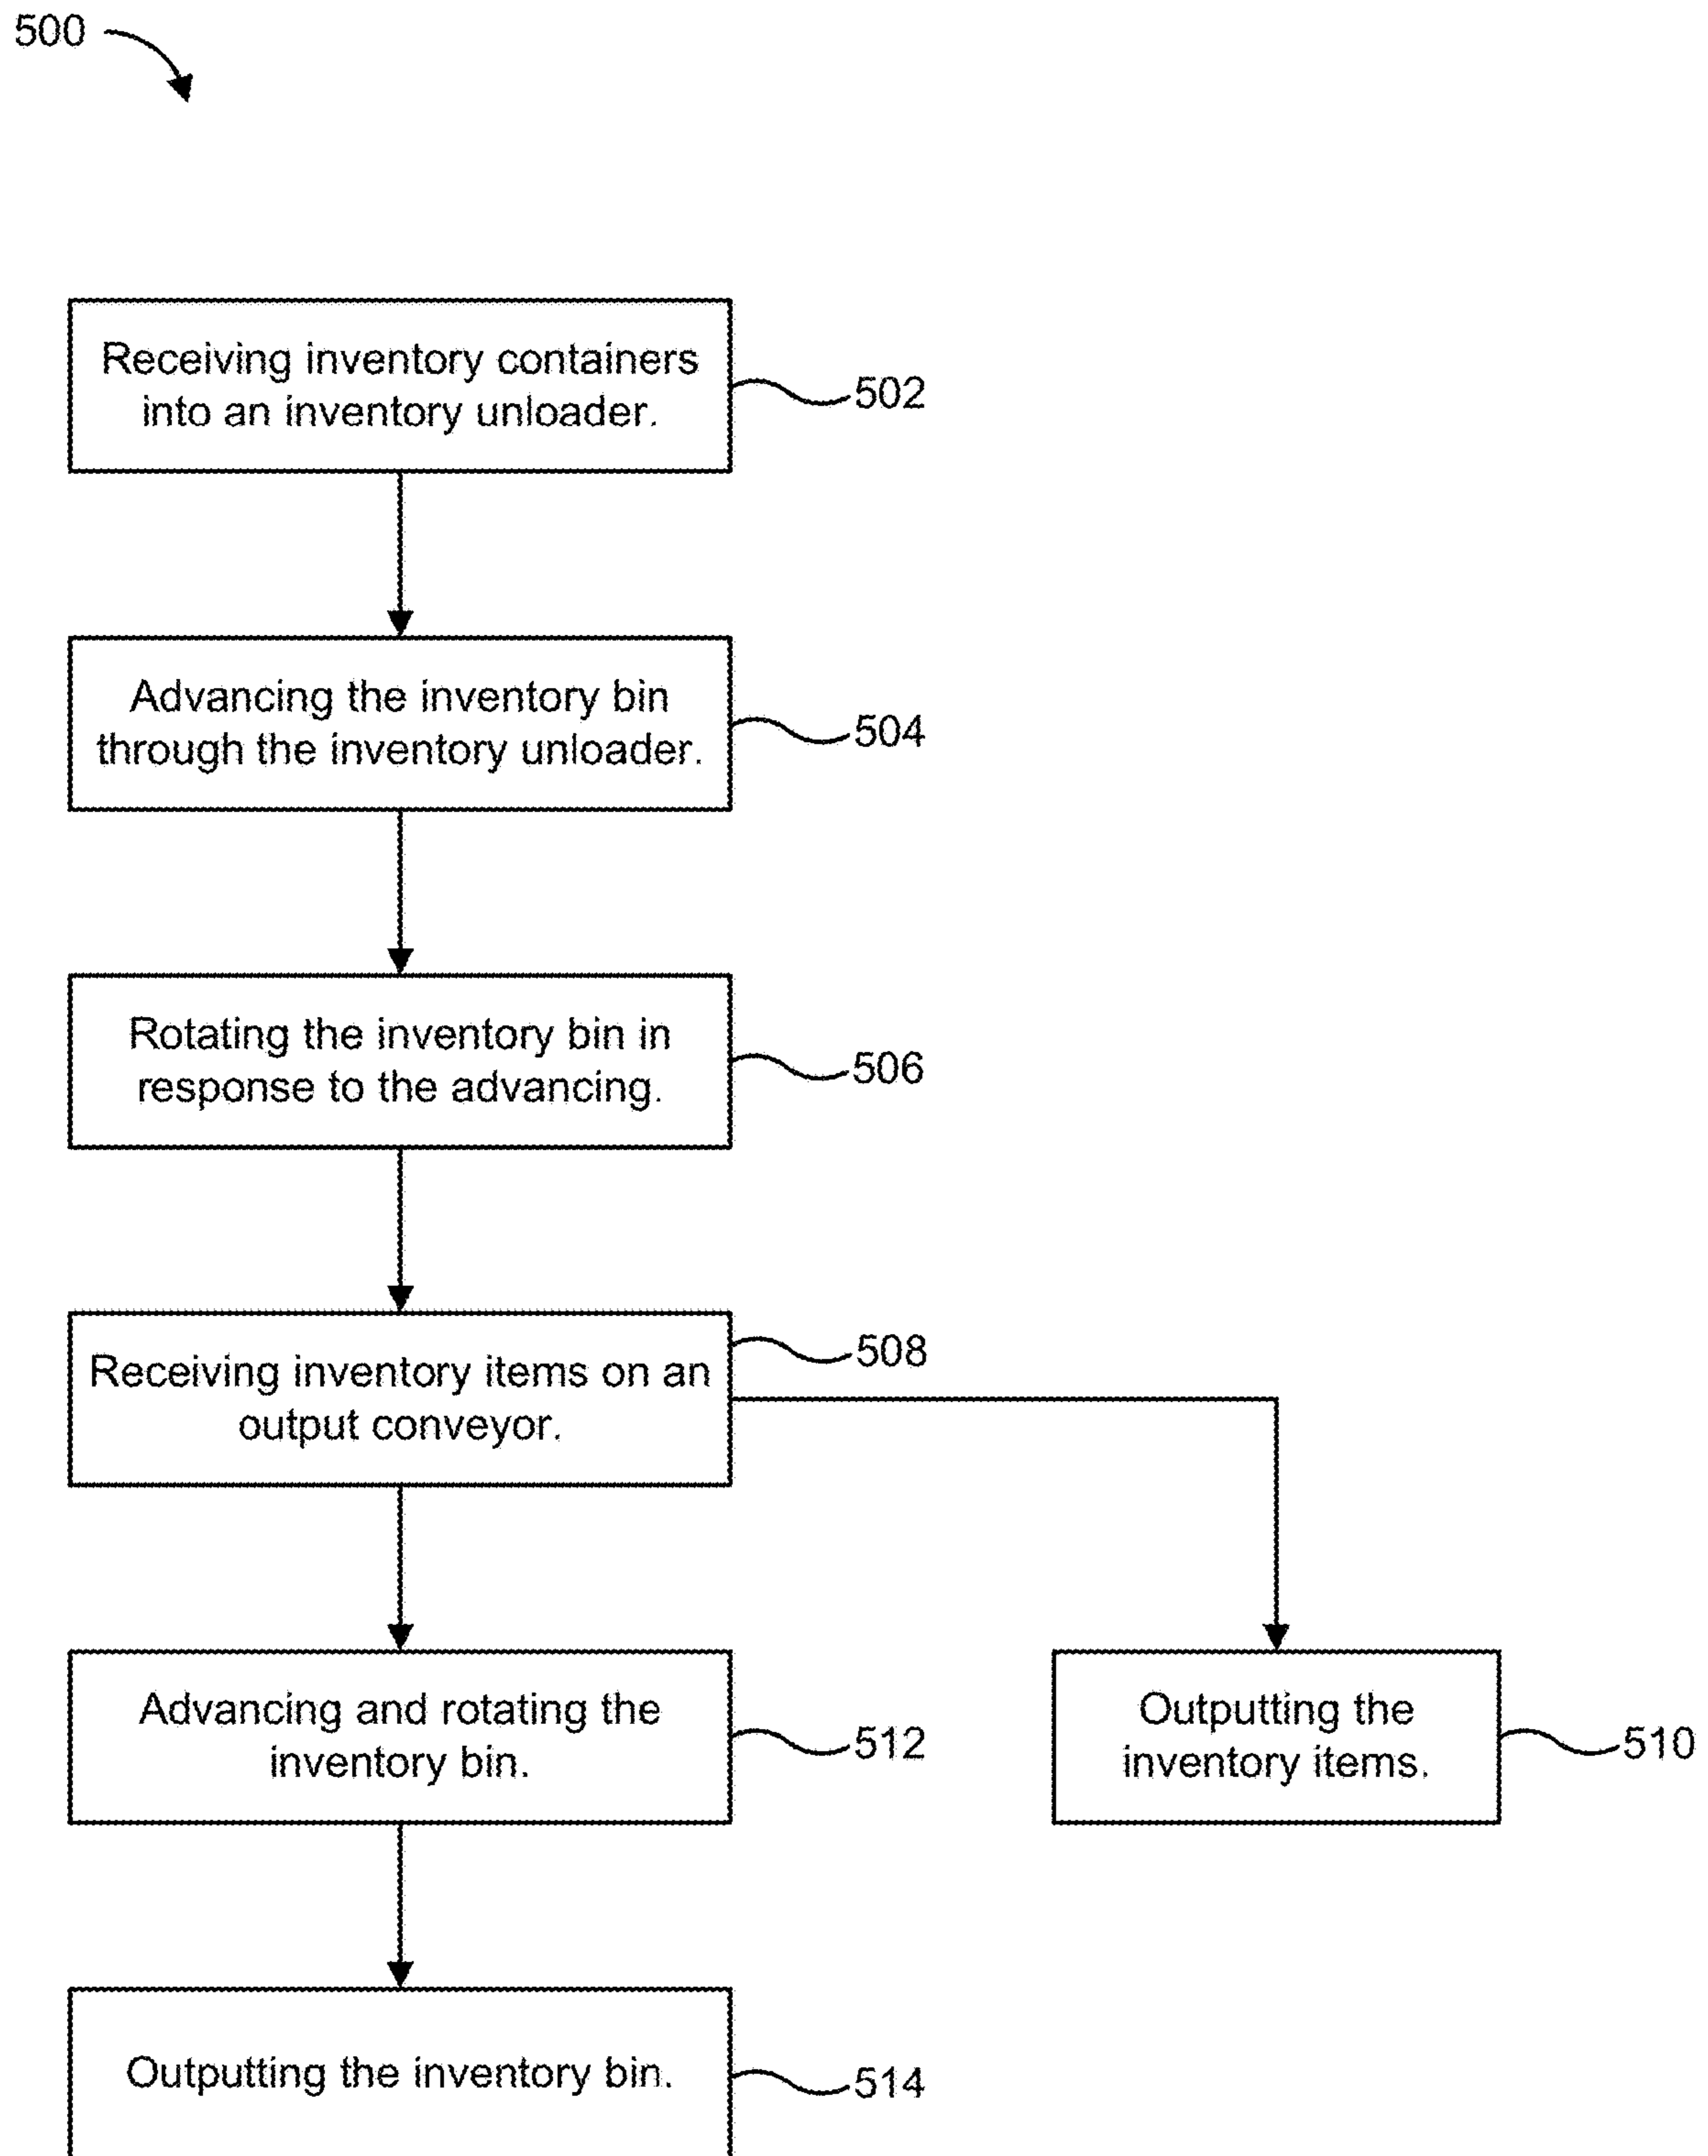 500
Receiving inventory containers
into an inventory unloader.
502
Advancing the inventory bin
through the inventory unloader.
504
Rotating the inventory bin in
response to the advancing.
506
Receiving inventory items on an
output conveyor.
508
Advancing and rotating the
inventory bin.
512
Outputting the
inventory items.
510
Outputting the inventory bin.
514